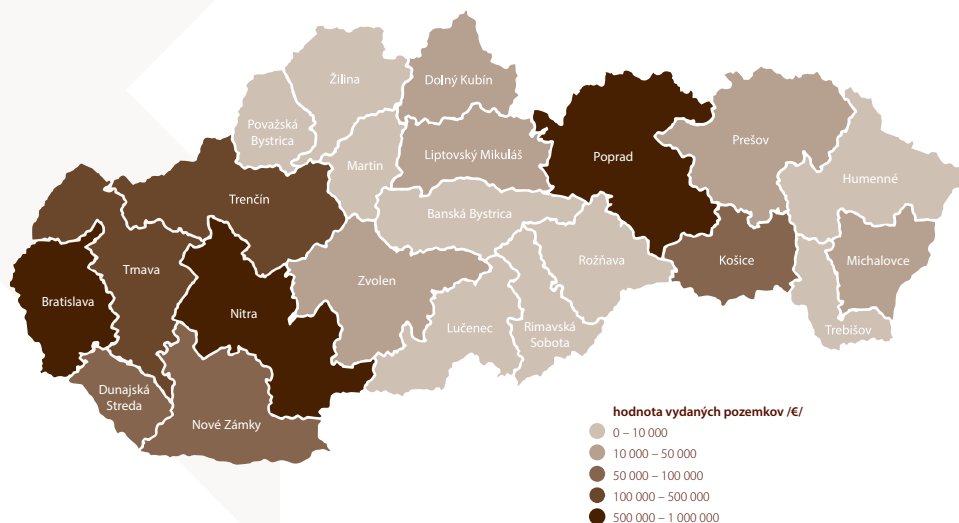 Žilina
Dolný Kubín
Považská
Bystrica
Martin
Liptovský Mikuláš
Poprad
Prešov
Humenné
Trenčín
Banská Bystrica
Rožňava
Košice
Michalovce
Trnava
Zvolen
Bratislava
Nitra
Lučenec
Rimavská
Sobota
Trebišov
Dunajská
Streda
Nové Zámky
hodnota vydaných pozemkov /€/
0 – 10 000
10 000 – 50 000
50 000 – 100 000
100 000 – 500 000
500 000 – 1 000 000